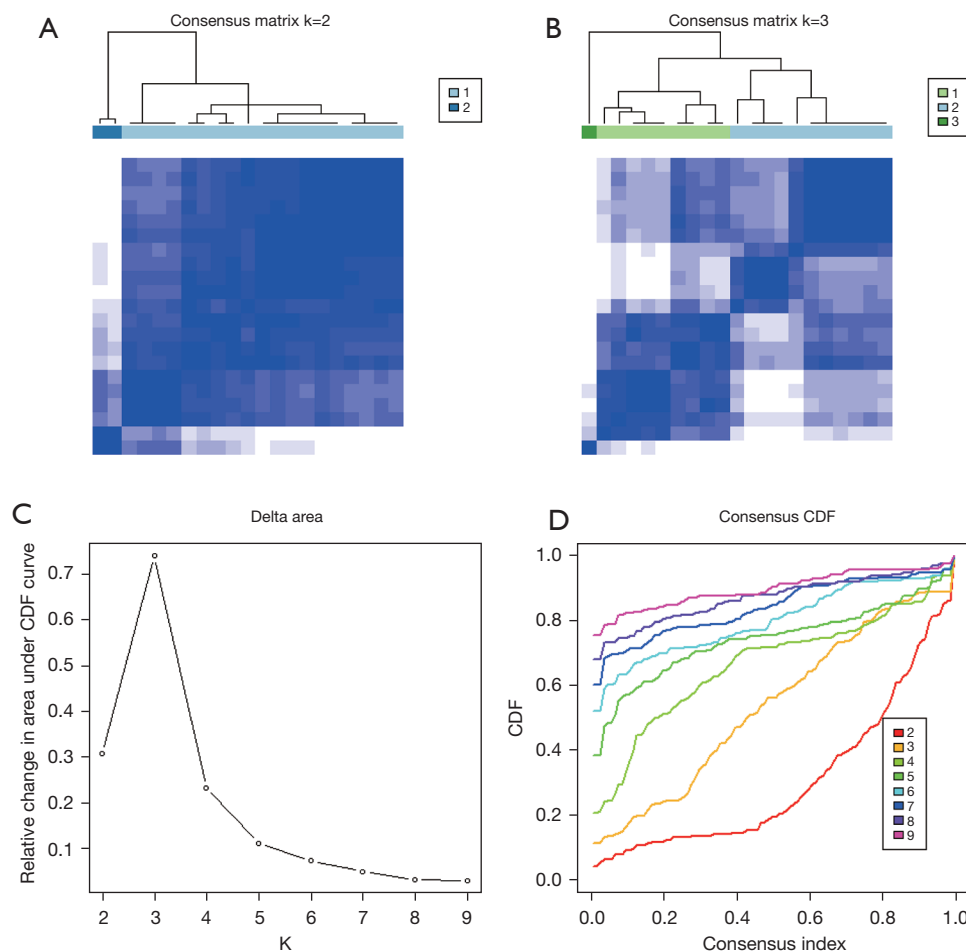 A
Consensus matrix k=2
1
2
B
Consensus matrix k=3
1
2
3
C
Delta area
Relative change in area under CDF curve
0.7
0.6
0.5
0.4
0.3
0.2
0.1
2 3 4 5 6 7 8 9
K
D
Consensus CDF
CDF
1.0
0.8
0.6
0.4
0.2
0.0
2
3
4
5
6
7
8
9
0.0 0.2 0.4 0.6 0.8 1.0
Consensus index